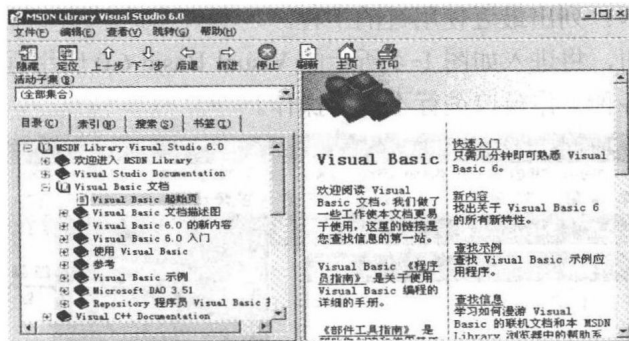 MSDN Library Visual Studio 6.0
文件(F) 编辑(E) 查看(V) 跳转(G) 帮助(H)
隐藏 定位 上一步 下一步 后退 前进 停止 刷新 主页 打印
活动子集(B)
(全部集合)
目录(C) 索引(N) 搜索(S) 书签(I)
MSDN Library Visual Studio 6.0
欢迎进入 MSDN Library
Visual Studio Documentation
Visual Basic 文档
Visual Basic 起始页
Visual Basic 文档描述图
Visual Basic 6.0 的新内容
Visual Basic 6.0 入门
使用 Visual Basic
参考
Visual Basic 示例
Microsoft DAO 3.51
Repository 程序员 Visual Basic
Visual C++ Documentation
Visual Basic
欢迎阅读 Visual
Basic 文档。我们做了
一些工作使本文档更易
于使用，这里的链接是
您查找信息的第一站。
Visual Basic 《程序
员指南》 是关于使用
Visual Basic 编程的
详细的手册。
《部件工具指南》 是
快速入门
只需几分钟即可熟悉 Visual
Basic 6。
新内容
找出关于 Visual Basic 6
的所有新特性。
查找示例
查找 Visual Basic 示例应
用程序。
查找信息
学习如何漫游 Visual
Basic 的联机文档和本 MSDN
Library 浏览器中的帮助系